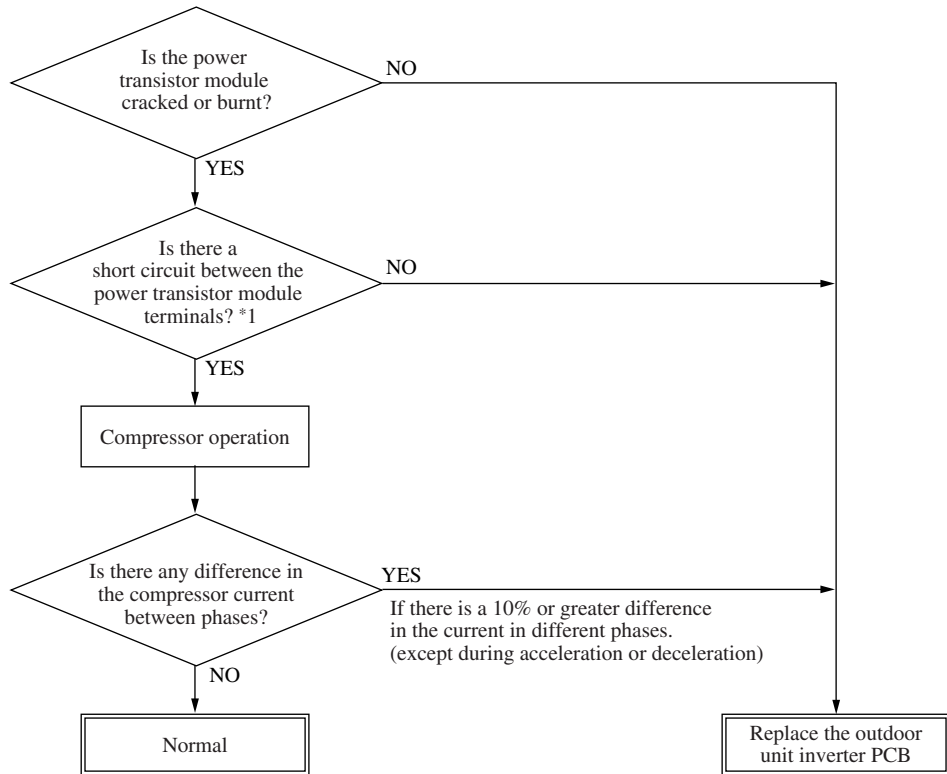 Is the power
transistor module
cracked or burnt?
NO
YES
Is there a
short circuit between the
power transistor module
terminals? *1
NO
YES
Compressor operation
Is there any difference in
the compressor current
between phases?
YES
If there is a 10% or greater difference
in the current in different phases.
(except during acceleration or deceleration)
NO
Normal
Replace the outdoor
unit inverter PCB